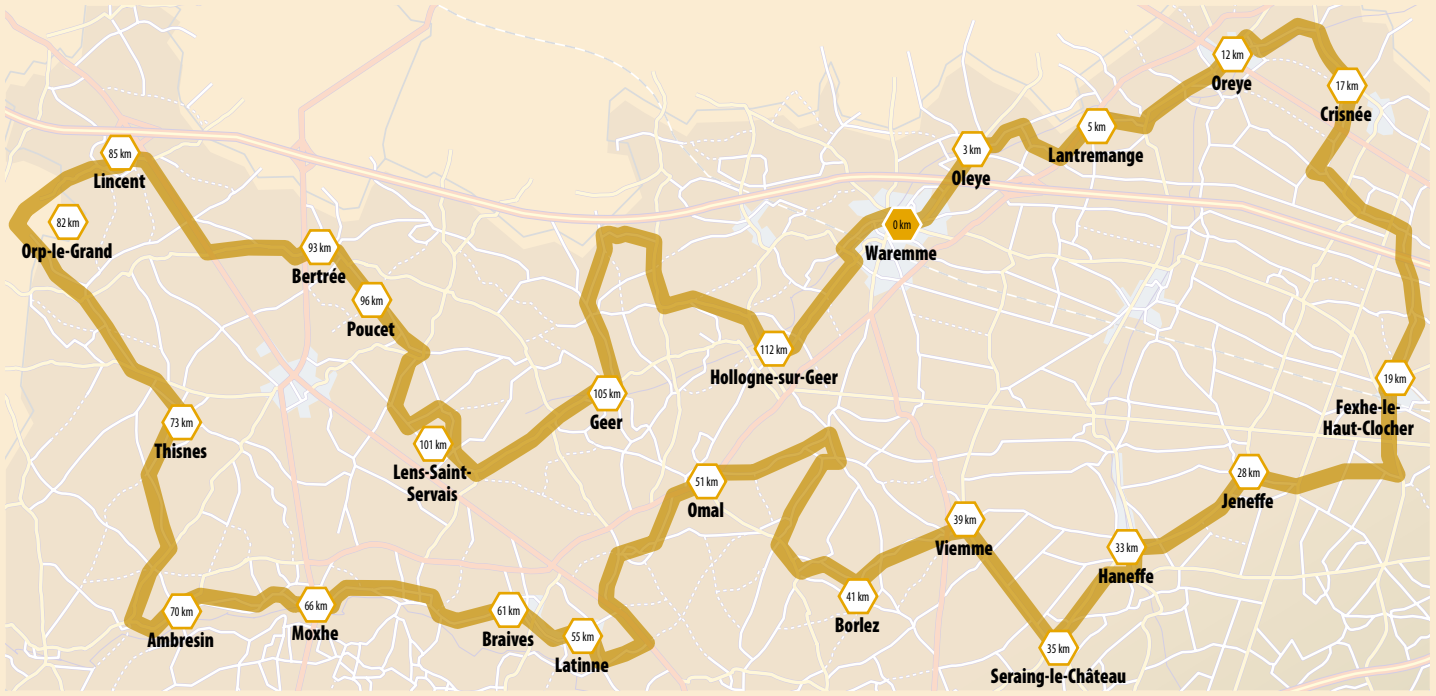 0 km
Waremme
3 km
Oleye
5 km
Lantremange
12 km
Oreye
17 km
Crisnée
19 km
Fexhe-le-
Haut-Clocher
28 km
Jeneffe
33 km
Haneffe
35 km
Seraing-le-Château
39 km
Viemme
41 km
Borlez
51 km
Omal
55 km
Latinne
61 km
Braives
66 km
Moxhe
70 km
Ambresin
73 km
Thisnes
82 km
Orp-le-Grand
85 km
Lincent
93 km
Bertrée
96 km
Poucet
101 km
Lens-Saint-
Servais
105 km
Geer
112 km
Hollogne-sur-Geer